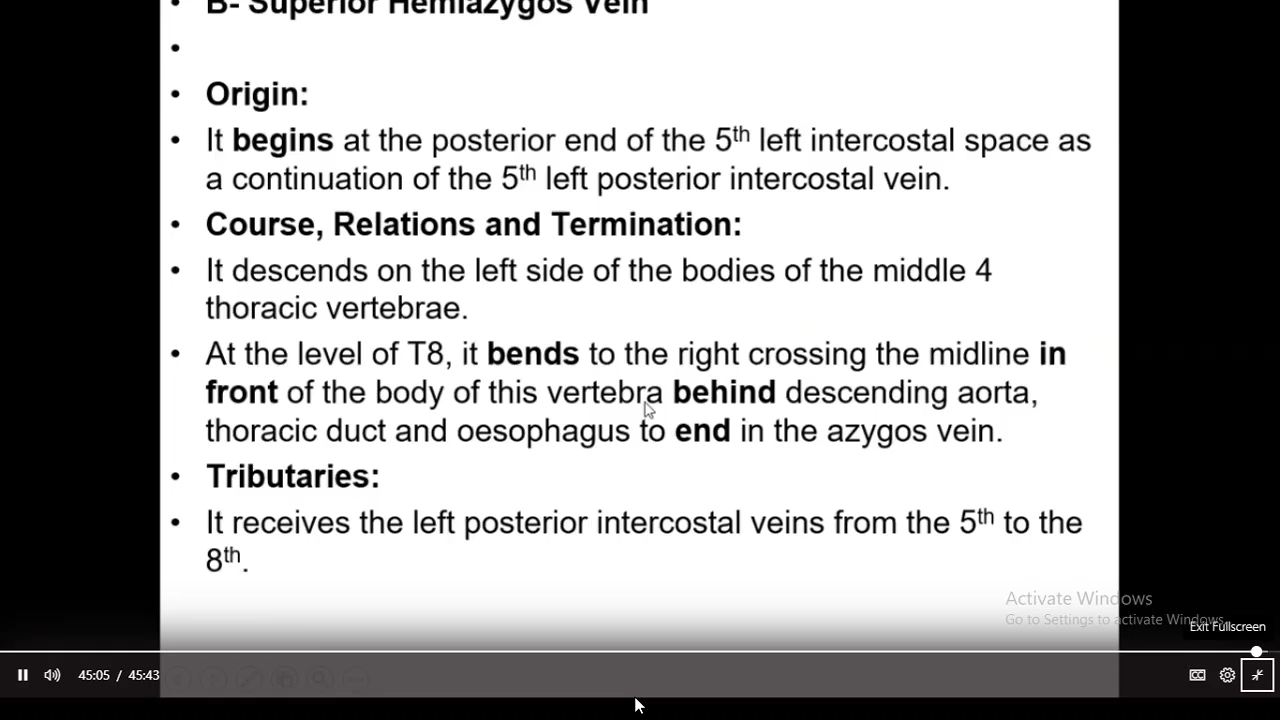 • B- Superior Hemiazygos Vein
•
• Origin:
• It begins at the posterior end of the 5th left intercostal space as
a continuation of the 5th left posterior intercostal vein.
• Course, Relations and Termination:
• It descends on the left side of the bodies of the middle 4
thoracic vertebrae.
• At the level of T8, it bends to the right crossing the midline in
front of the body of this vertebra behind descending aorta,
thoracic duct and oesophagus to end in the azygos vein.
• Tributaries:
• It receives the left posterior intercostal veins from the 5th to the
8th.
Activate Windows
Go to Settings to activate Windows.
Exit Fullscreen
45:05 / 45:43
CC